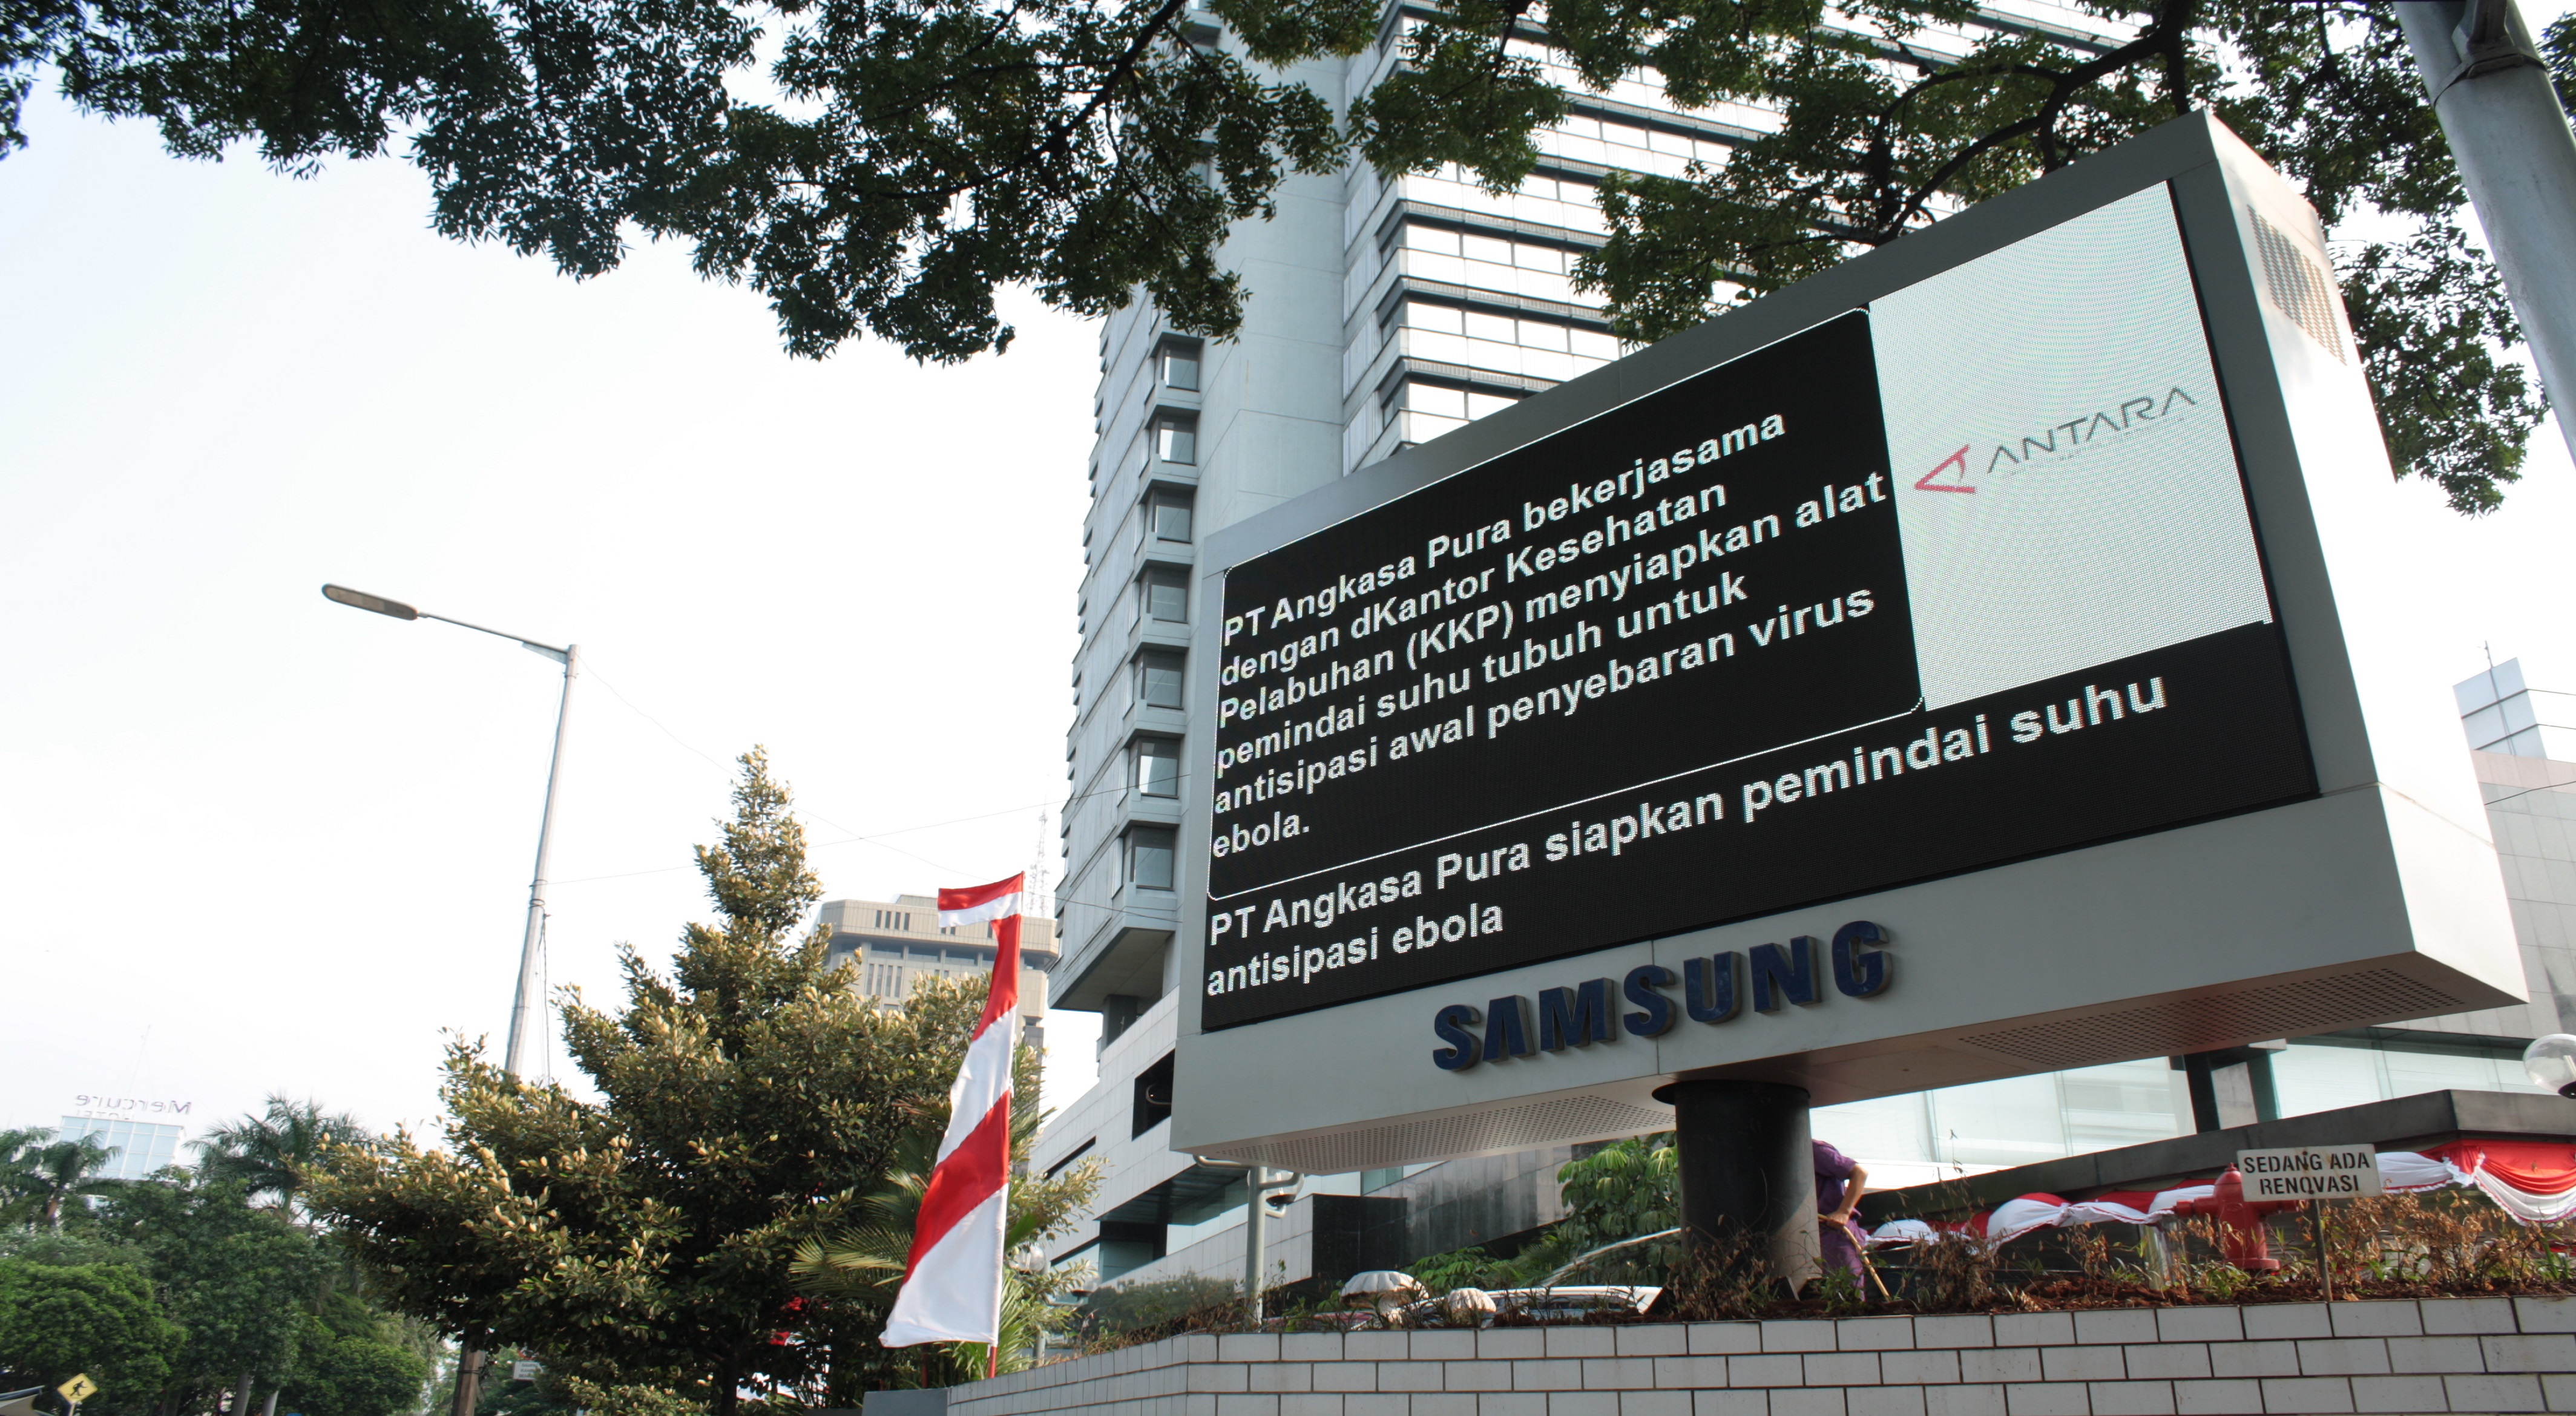 PT Angkasa Pura bekerjasama
dengan dKantor Kesehatan
Pelabuhan (KKP) menyiapkan alat
pemindai suhu tubuh untuk
antisipasi awal penyebaran virus
ebola.
ANTARA
PT Angkasa Pura siapkan pemindai suhu
antisipasi ebola
SAMSUNG
SEDANG ADA
RENOVASI
Mercure
HOTEL